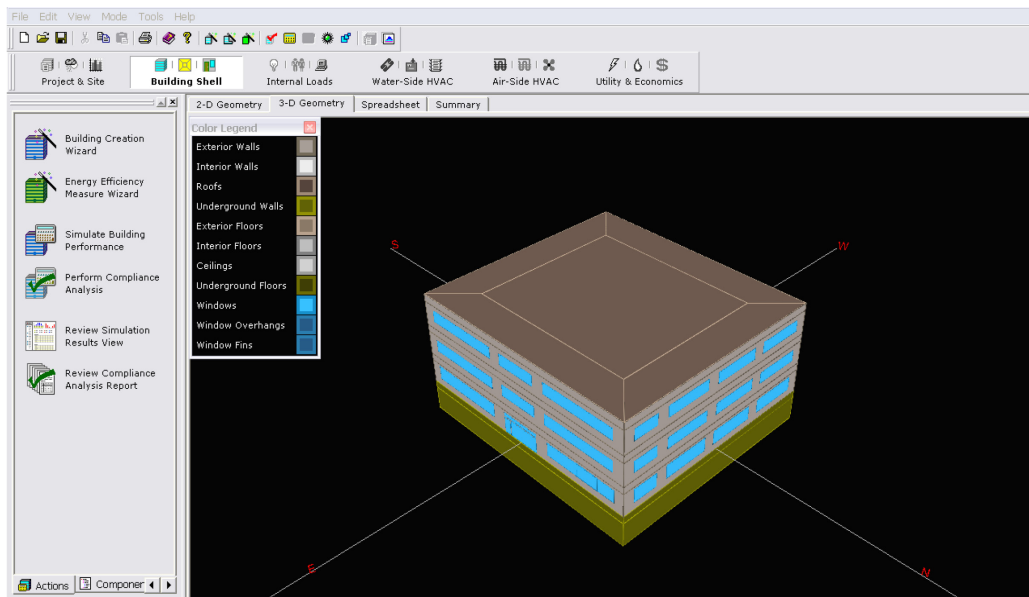 File Edit View Mode Tools Help
Project & Site
Building Shell
Internal Loads
Water-Side HVAC
Air-Side HVAC
Utility & Economics
2-D Geometry
3-D Geometry
Spreadsheet
Summary
Building Creation
Wizard
Energy Efficiency
Measure Wizard
Simulate Building
Performance
Perform Compliance
Analysis
Review Simulation
Results View
Review Compliance
Analysis Report
Actions
Componer
Color Legend
Exterior Walls
Interior Walls
Roofs
Underground Walls
Exterior Floors
Interior Floors
Ceilings
Underground Floors
Windows
Window Overhangs
Window Fins
S
W
E
N